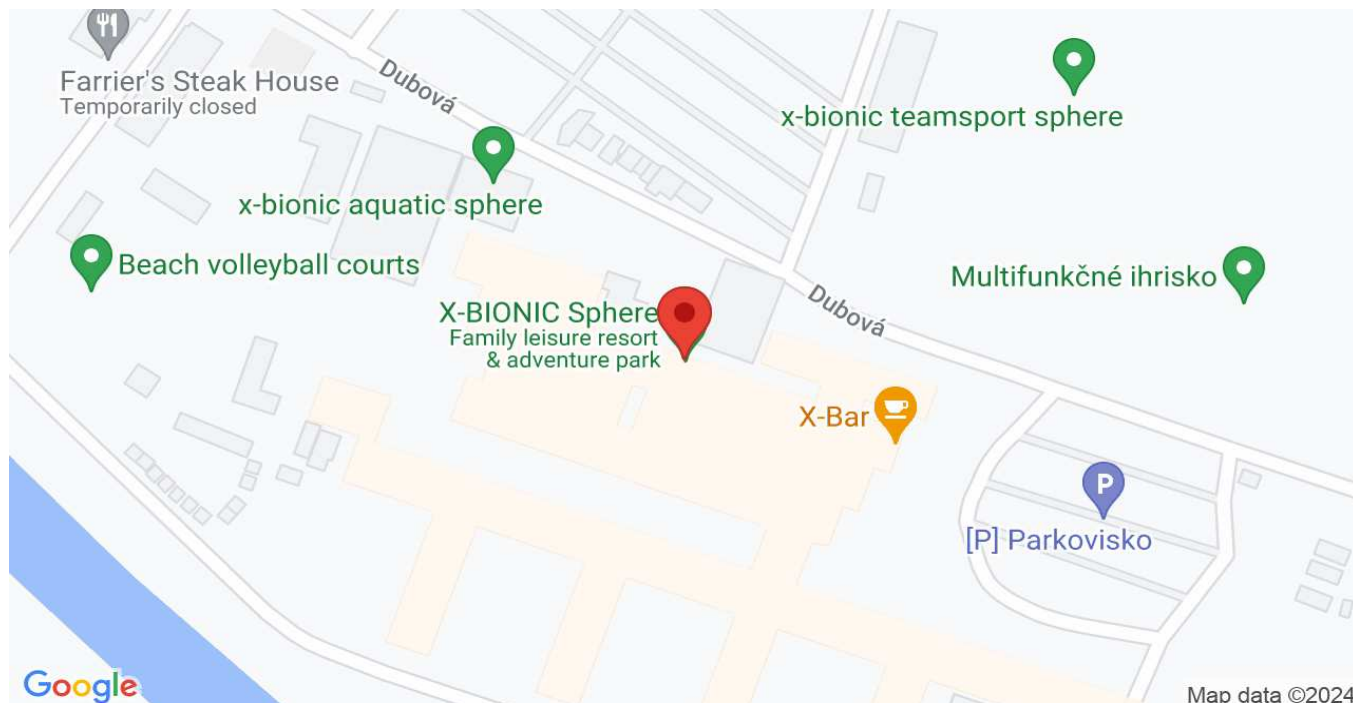 Farrier's Steak House
Temporarily closed
Dubová
x-bionic teamsport sphere
x-bionic aquatic sphere
Beach volleyball courts
Multifunkčné ihrisko
Dubová
X-BIONIC Sphere
Family leisure resort
& adventure park
X-Bar
P
[P] Parkovisko
Google
Map data ©2024